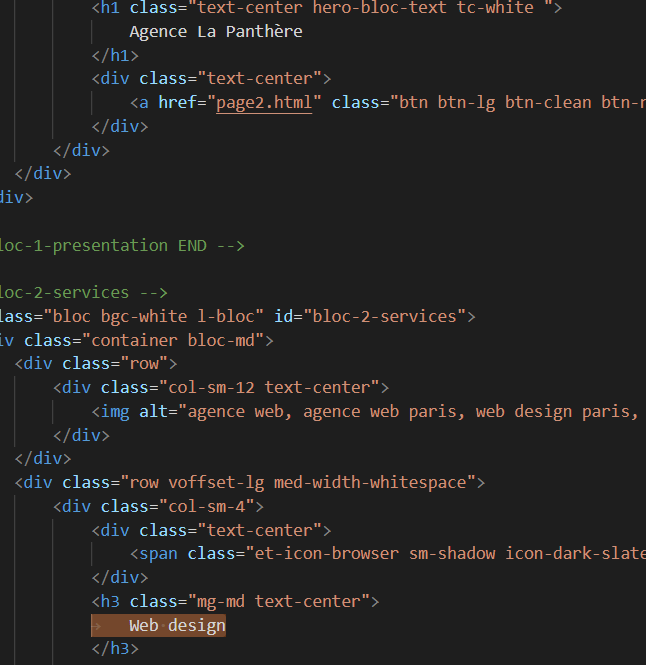 <h1 class="text-center hero-bloc-text tc-white ">
Agence La Panthère
</h1>
<div class="text-center">
<a href="page2.html" class="btn btn-lg btn-clean btn-r
</div>
</div>
</div>
div>
loc-1-presentation END -->
loc-2-services -->
lass="bloc bgc-white l-bloc" id="bloc-2-services">
iv class="container bloc-md">
<div class="row">
<div class="col-sm-12 text-center">
<img alt="agence web, agence web paris, web design paris,
</div>
</div>
<div class="row voffset-lg med-width-whitespace">
<div class="col-sm-4">
<div class="text-center">
<span class="et-icon-browser sm-shadow icon-dark-slate
</div>
<h3 class="mg-md text-center">
Web design
</h3>